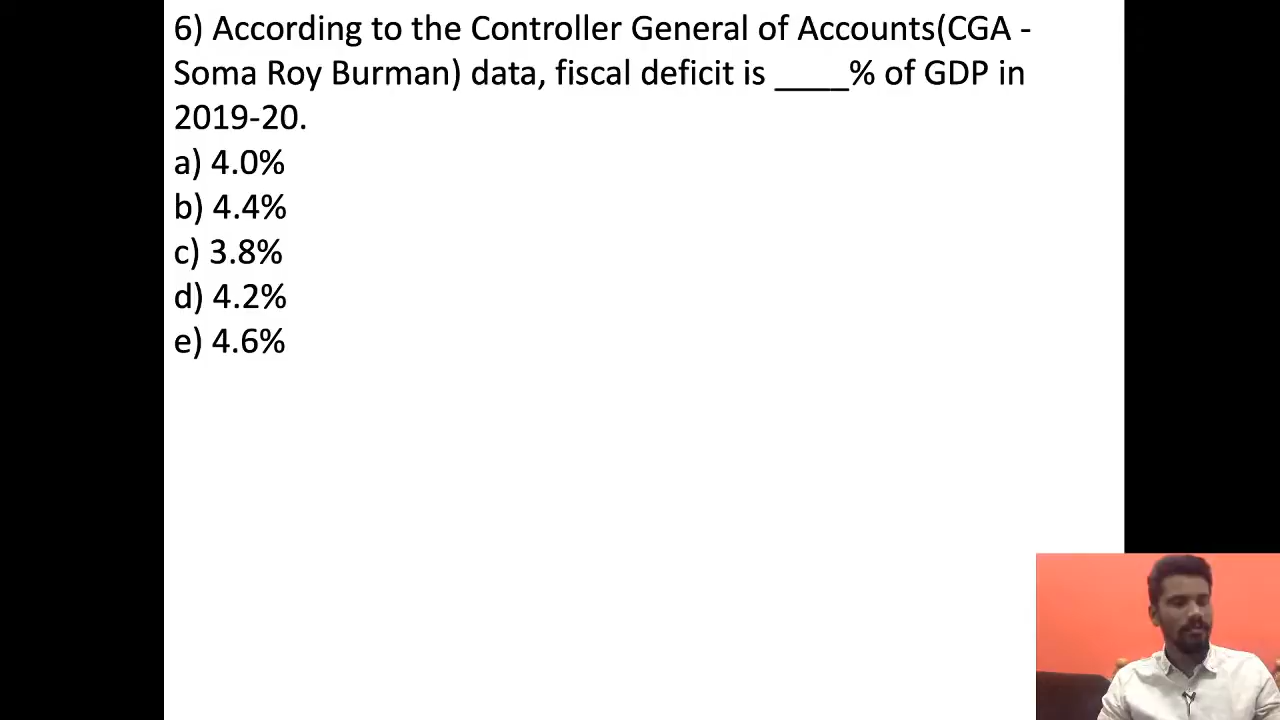 6) According to the Controller General of Accounts(CGA -
Soma Roy Burman) data, fiscal deficit is ____% of GDP in
2019-20.
a) 4.0%
b) 4.4%
c) 3.8%
d) 4.2%
e) 4.6%